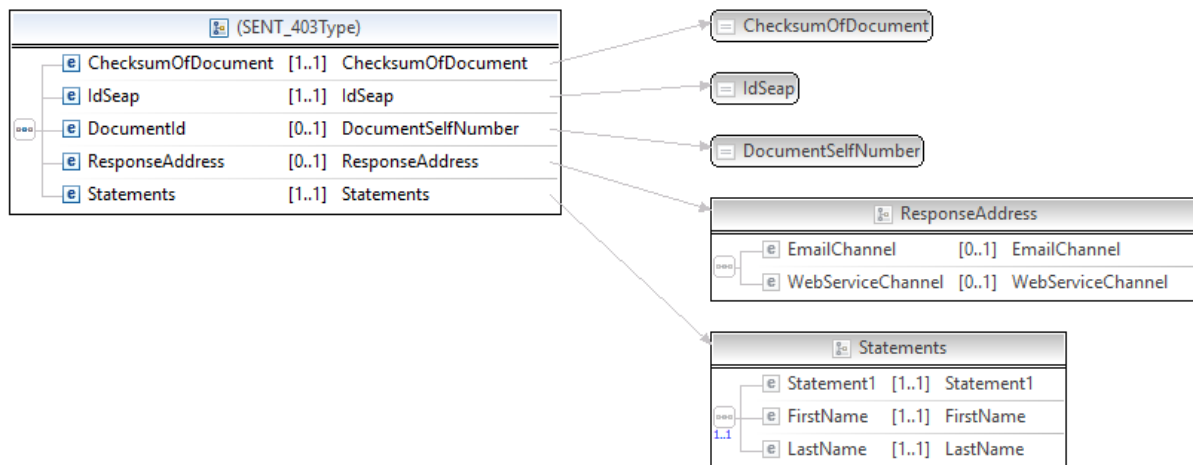 (SENT_403Type)
ChecksumOfDocument [1..1] ChecksumOfDocument
IdSeap [1..1] IdSeap
DocumentId [0..1] DocumentSelfNumber
ResponseAddress [0..1] ResponseAddress
Statements [1..1] Statements
ChecksumOfDocument
IdSeap
DocumentSelfNumber
ResponseAddress
EmailChannel [0..1] EmailChannel
WebServiceChannel [0..1] WebServiceChannel
Statements
Statement1 [1..1] Statement1
FirstName [1..1] FirstName
1..1
LastName [1..1] LastName